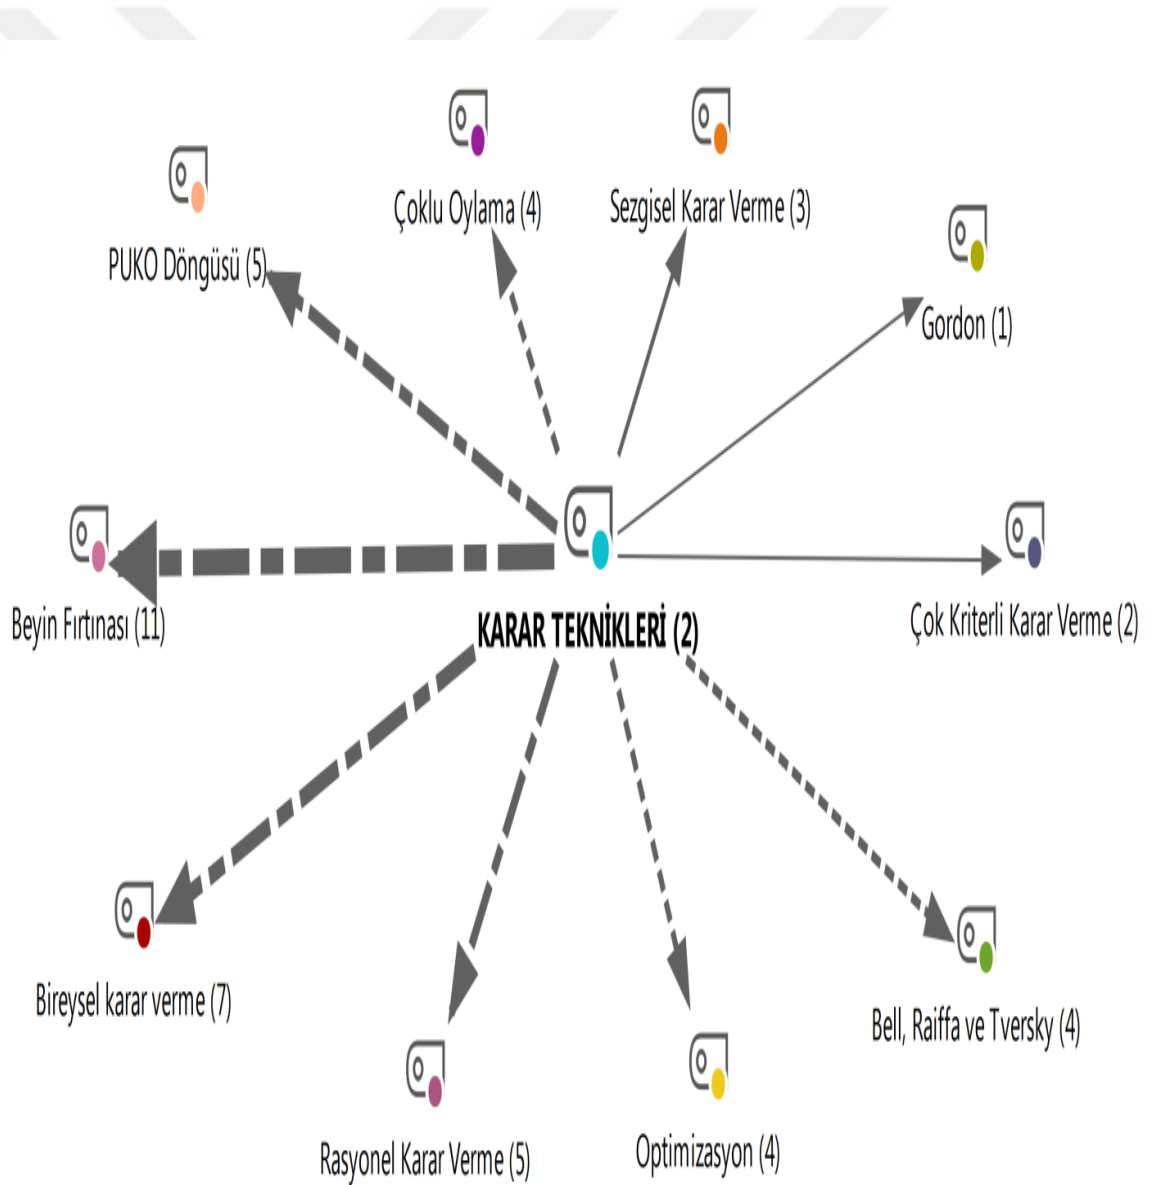 Çoklu Oylama (4)
Sezgisel Karar Verme (3)
PUKO Döngüsü (5)
Gordon (1)
Beyin Fırtınası (11)
KARAR TEKNİKLERİ (2)
Çok Kriterli Karar Verme (2)
Bireysel karar verme (7)
Bell, Raiffa ve Tversky (4)
Rasyonel Karar Verme (5)
Optimizasyon (4)